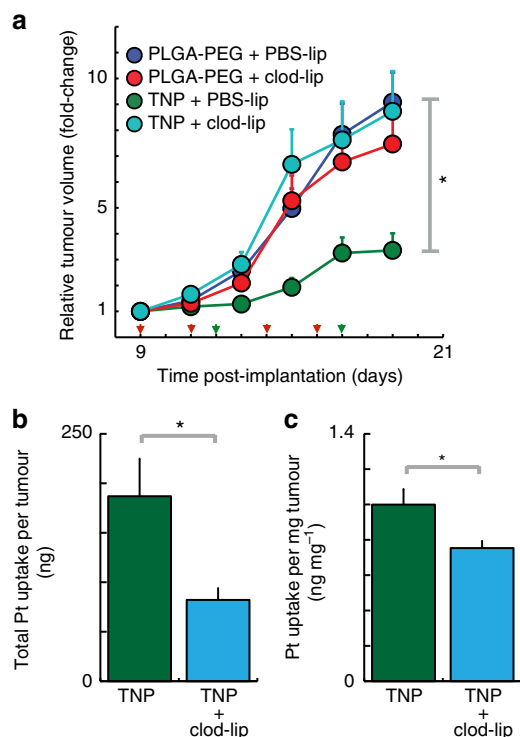 a
PLGA-PEG + PBS-lip
PLGA-PEG + clod-lip
TNP + PBS-lip
TNP + clod-lip
Relative tumour volume (fold-change)
10
5
1
*
9
21
Time post-implantation (days)
b
Total Pt uptake per tumour
(ng)
250
0
*
TNP
TNP
+
clod-lip
c
Pt uptake per mg tumour
(ng mg⁻¹)
1.4
0
*
TNP
TNP
+
clod-lip